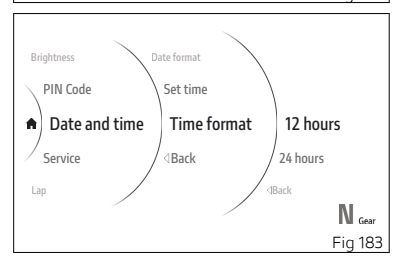 Brightness
Date format
PIN Code
Set time
Date and time
Time format
12 hours
Service
Back
24 hours
Lap
Back
N Gear
Fig 183